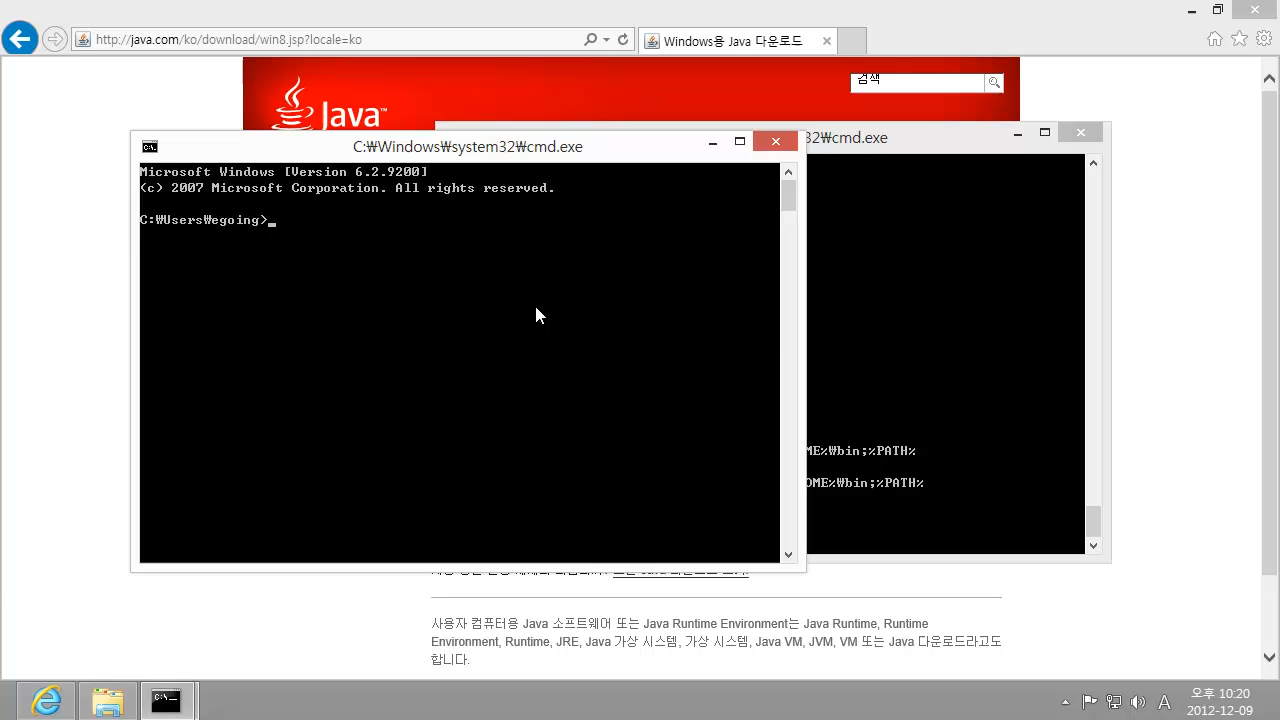 http://java.com/ko/download/win8.jsp?locale=ko
Windows용 Java 다운로드
검색
Java™
32₩cmd.exe
C:₩Windows₩system32₩cmd.exe
Microsoft Windows [Version 6.2.9200]
(c) 2007 Microsoft Corporation. All rights reserved.
C:₩Users₩egoing>
ME%₩bin;%PATH%
OME%₩bin;%PATH%
사용자 컴퓨터용 Java 소프트웨어 또는 Java Runtime Environment는 Java Runtime, Runtime
Environment, Runtime, JRE, Java 가상 시스템, 가상 시스템, Java VM, JVM, VM 또는 Java 다운로드라고도
합니다.
A
오후 10:20
2012-12-09